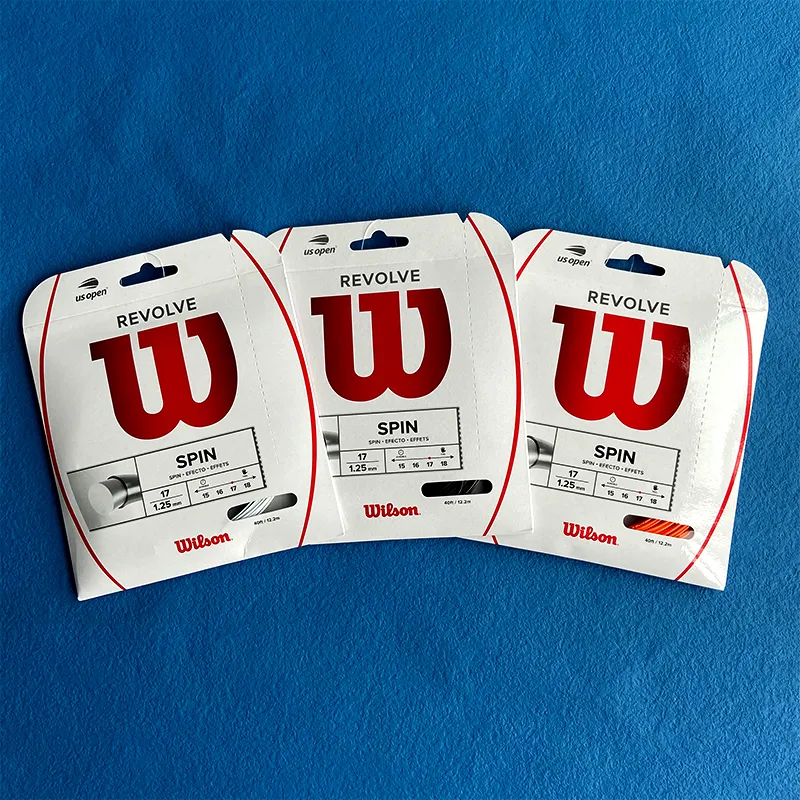 us open
REVOLVE
W
SPIN
SPIN • EFECTO • EFFETS
17
1.25 mm
15 16 17 18
40ft / 12.2m
Wilson.
us open
REVOLVE
W
SPIN
SPIN • EFECTO • EFFETS
17
1.25 mm
15 16 17 18
40ft / 12.2m
Wilson.
us open
REVOLVE
W
SPIN
SPIN • EFECTO • EFFETS
17
1.25 mm
15 16 17 18
40ft / 12.2m
Wilson.